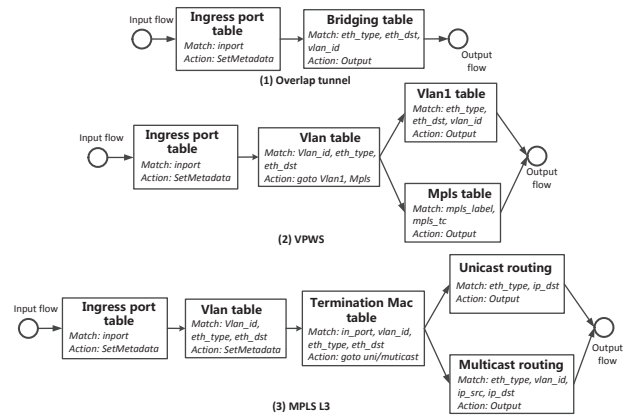 Input flow
Ingress port
table
Match: inport
Action: SetMetadata
Bridging table
Match: eth_type, eth_dst,
vlan_id
Action: Output
Output
flow
(1) Overlap tunnel
Input flow
Ingress port
table
Match: inport
Action: SetMetadata
Vlan table
Match: Vlan_id, eth_type,
eth_dst
Action: goto Vlan1, Mpls
Vlan1 table
Match: eth_type,
eth_dst, vlan_id
Action: Output
Mpls table
Match: mpls_label,
mpls_tc
Action: Output
Output
flow
(2) VPWS
Input flow
Ingress port
table
Match: inport
Action: SetMetadata
Vlan table
Match: Vlan_id,
eth_type, eth_dst
Action: SetMetadata
Termination Mac
table
Match: in_port, vlan_id,
eth_type, eth_dst
Action: goto uni/muticast
Unicast routing
Match: eth_type, ip_dst
Action: Output
Multicast routing
Match: eth_type, vlan_id,
ip_src, ip_dst
Action: Output
Output
flow
(3) MPLS L3